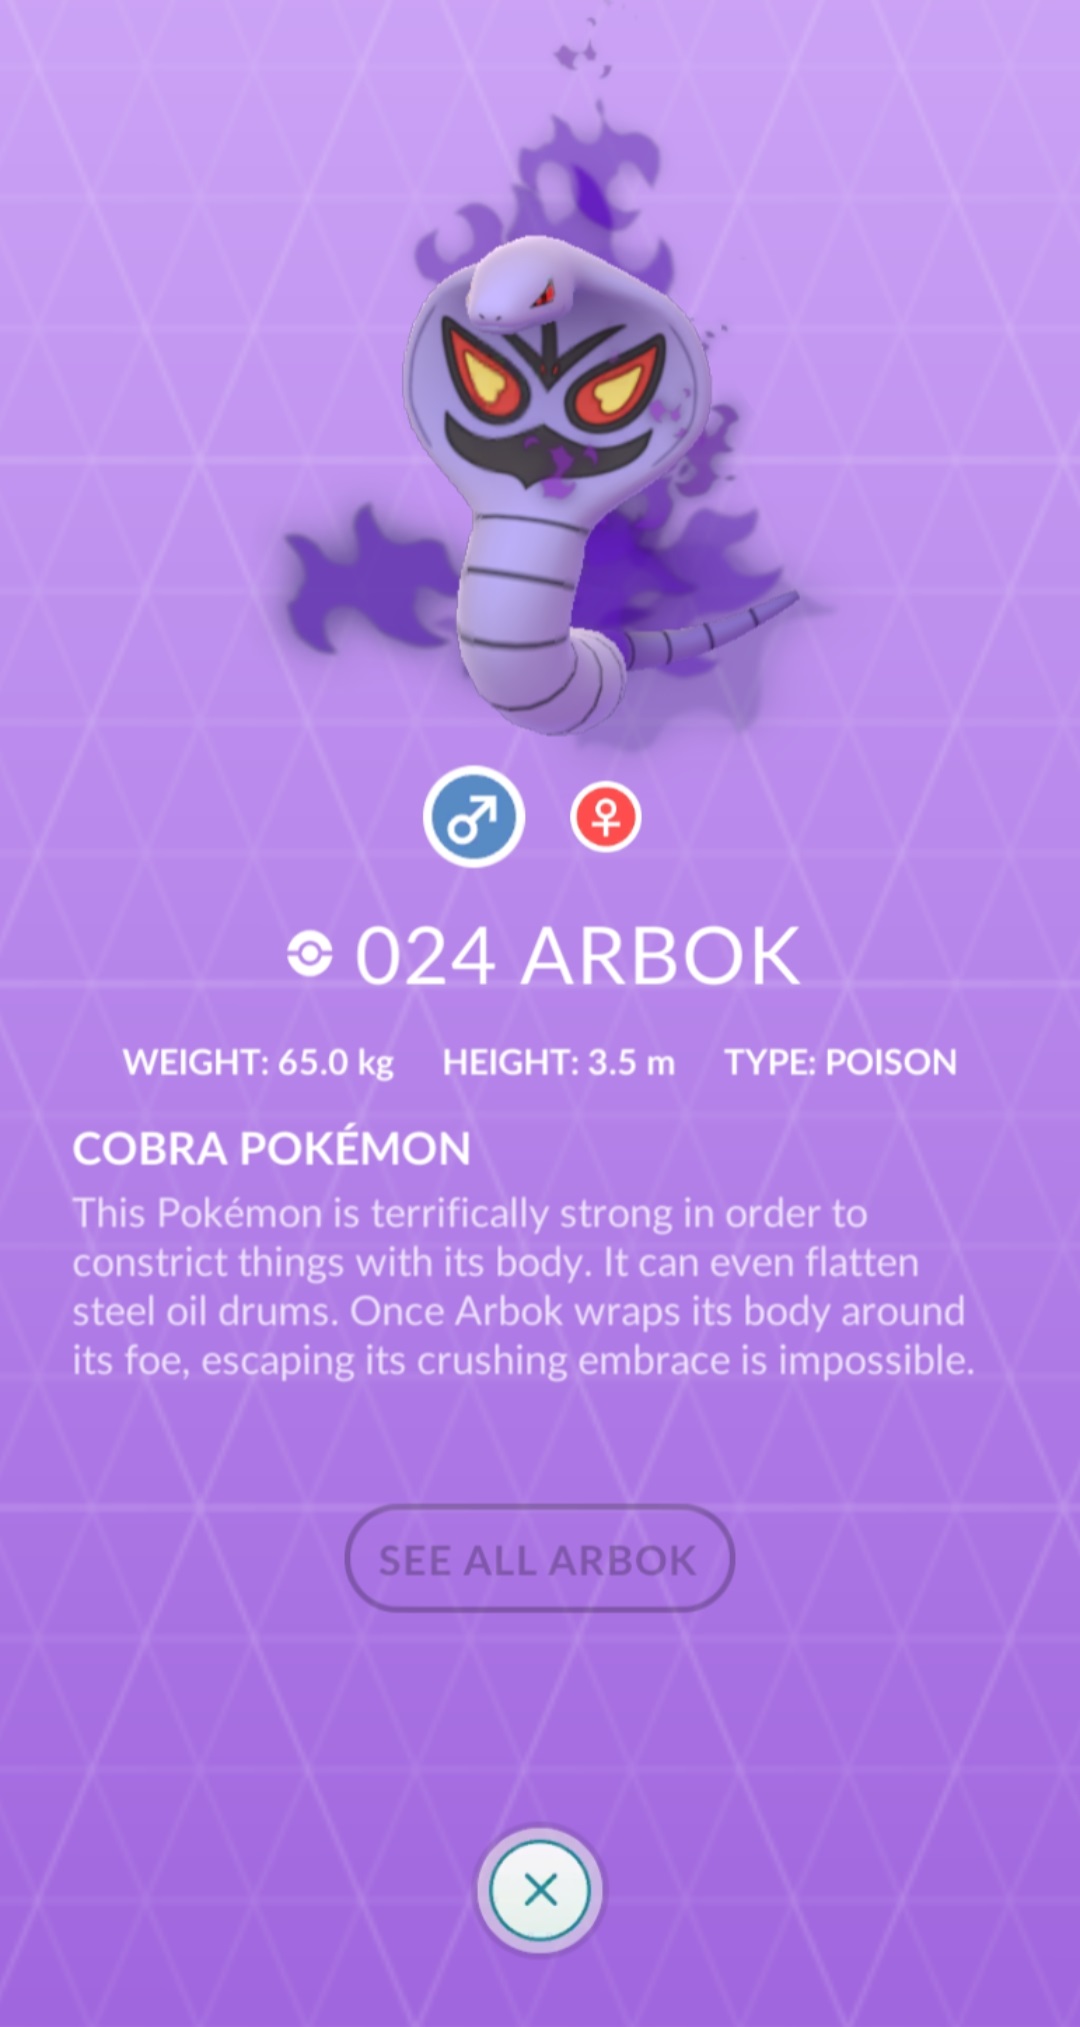 024 ARBOK
WEIGHT: 65.0 kg HEIGHT: 3.5 m TYPE: POISON
COBRA POKÉMON
This Pokémon is terrifically strong in order to
constrict things with its body. It can even flatten
steel oil drums. Once Arbok wraps its body around
its foe, escaping its crushing embrace is impossible.
SEE ALL ARBOK